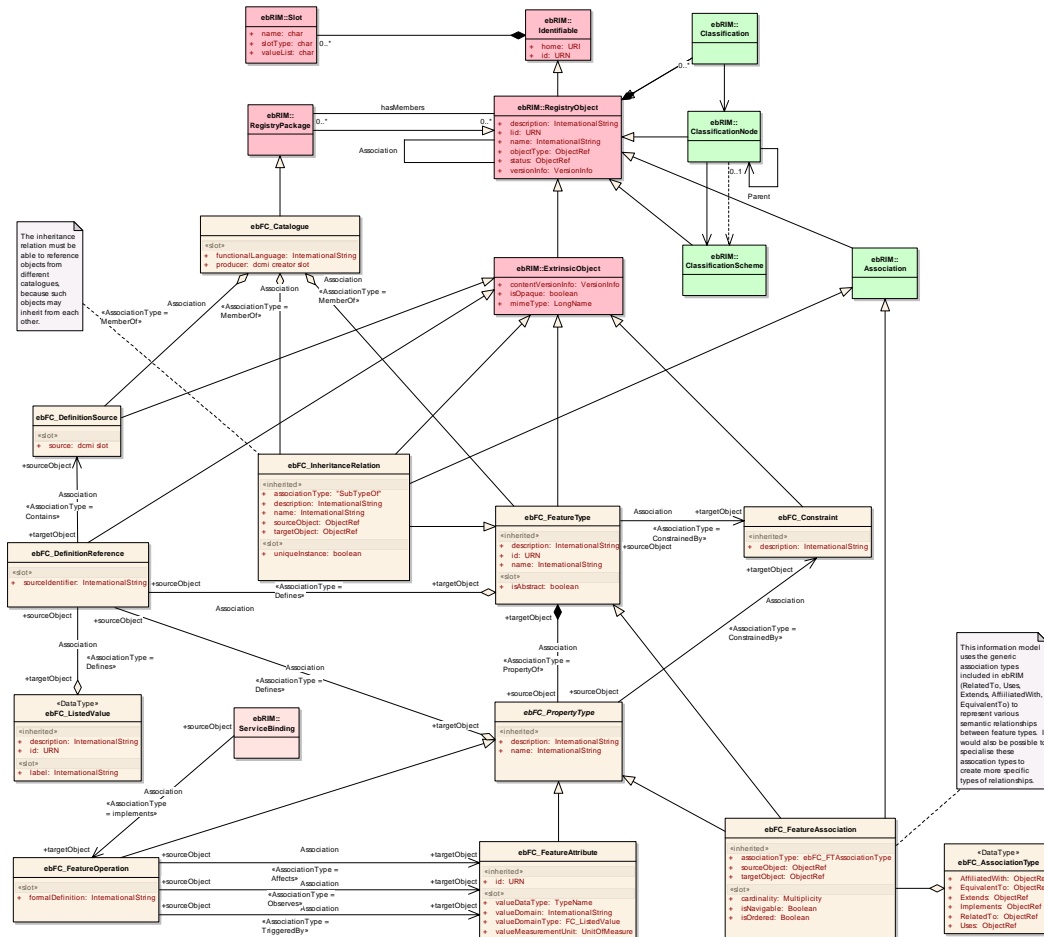 ebRIM::Slot
+ name: char
+ slotType: char
+ valueList: char
0..*
ebRIM::
Identifiable
+ home: URI
+ id: URN
ebRIM::
Classification
0..*
ebRIM::
RegistryPackage
hasMembers
0..*
0..*
Association
ebRIM::RegistryObject
+ description: InternationalString
+ lid: URN
+ name: InternationalString
+ objectType: ObjectRef
+ status: ObjectRef
+ versionInfo: VersionInfo
ebRIM::
ClassificationNode
0..1
Parent
The inheritance
relation must be
able to reference
objects from
different
catalogues,
because such
objects may
inherit from each
other.
ebFC_Catalogue
«slot»
+ functionalLanguage: InternationalString
+ producer: dcmi creator slot
ebRIM::ExtrinsicObject
+ contentVersionInfo: VersionInfo
+ isOpaque: boolean
+ mimeType: LongName
ebRIM::
ClassificationScheme
ebRIM::
Association
Association
«AssociationType =
MemberOf»
Association
«AssociationType =
MemberOf»
Association
«AssociationType =
MemberOf»
ebFC_DefinitionSource
«slot»
+ source: dcmi slot
+sourceObject
Association
«AssociationType =
Contains»
+targetObject
ebFC_InheritanceRelation
«inherited»
+ associationType: "SubTypeOf"
+ description: InternationalString
+ name: InternationalString
+ sourceObject: ObjectRef
+ targetObject: ObjectRef
«slot»
+ uniqueInstance: boolean
ebFC_FeatureType
«inherited»
+ description: InternationalString
+ id: URN
+ name: InternationalString
«slot»
+ isAbstract: boolean
Association
+targetObject
«AssociationType =
ConstrainedBy»
+sourceObject
ebFC_Constraint
«inherited»
+ description: InternationalString
+targetObject
Association
«AssociationType =
ConstrainedBy»
ebFC_DefinitionReference
«slot»
+ sourceIdentifier: InternationalString
+sourceObject
+targetObject
«AssociationType =
Defines»
Association
+sourceObject
+sourceObject
Association
«AssociationType =
Defines»
+targetObject
+targetObject
Association
«AssociationType =
PropertyOf»
+sourceObject
+sourceObject
Association
«AssociationType =
Defines»
+targetObject
«DataType»
ebFC_ListedValue
«inherited»
+ description: InternationalString
+ id: URN
«slot»
+ label: InternationalString
+sourceObject
ebRIM::
ServiceBinding
Association
«AssociationType
= implements»
+targetObject
ebFC_PropertyType
«inherited»
+ description: InternationalString
+ name: InternationalString
This information model
uses the generic
association types
included in ebRIM
(RelatedTo, Uses,
Extends, AffiliatedWith,
EquivalentTo) to
represent various
semantic relationships
between feature types.
would also be possible to
specialise these
assocation types to
create more specific
types of relationships.
ebFC_FeatureOperation
«slot»
+ formalDefinition: InternationalString
+sourceObject
Association
+targetObject
«AssociationType =
Affects»
+sourceObject
Association
+targetObject
«AssociationType =
Observes»
+sourceObject
Association
+targetObject
«AssociationType =
TriggeredBy»
ebFC_FeatureAttribute
«inherited»
+ id: URN
«slot»
+ valueDataType: TypeName
+ valueDomain: InternationalString
+ valueDomainType: FC_ListedValue
+ valueMeasurementUnit: UnitOfMeasure
ebFC_FeatureAssociation
«inherited»
+ associationType: ebFC_FTAssociationType
+ sourceObject: ObjectRef
+ targetObject: ObjectRef
«slot»
+ cardinality: Multiplicity
+ isNavigable: Boolean
+ isOrdered: Boolean
«DataType»
ebFC_AssociationType
+ AffiliatedWith: ObjectRe
+ EquivalentTo: ObjectRe
+ Extends: ObjectRef
+ Implements: ObjectRef
+ RelatedTo: ObjectRef
+ Uses: ObjectRef